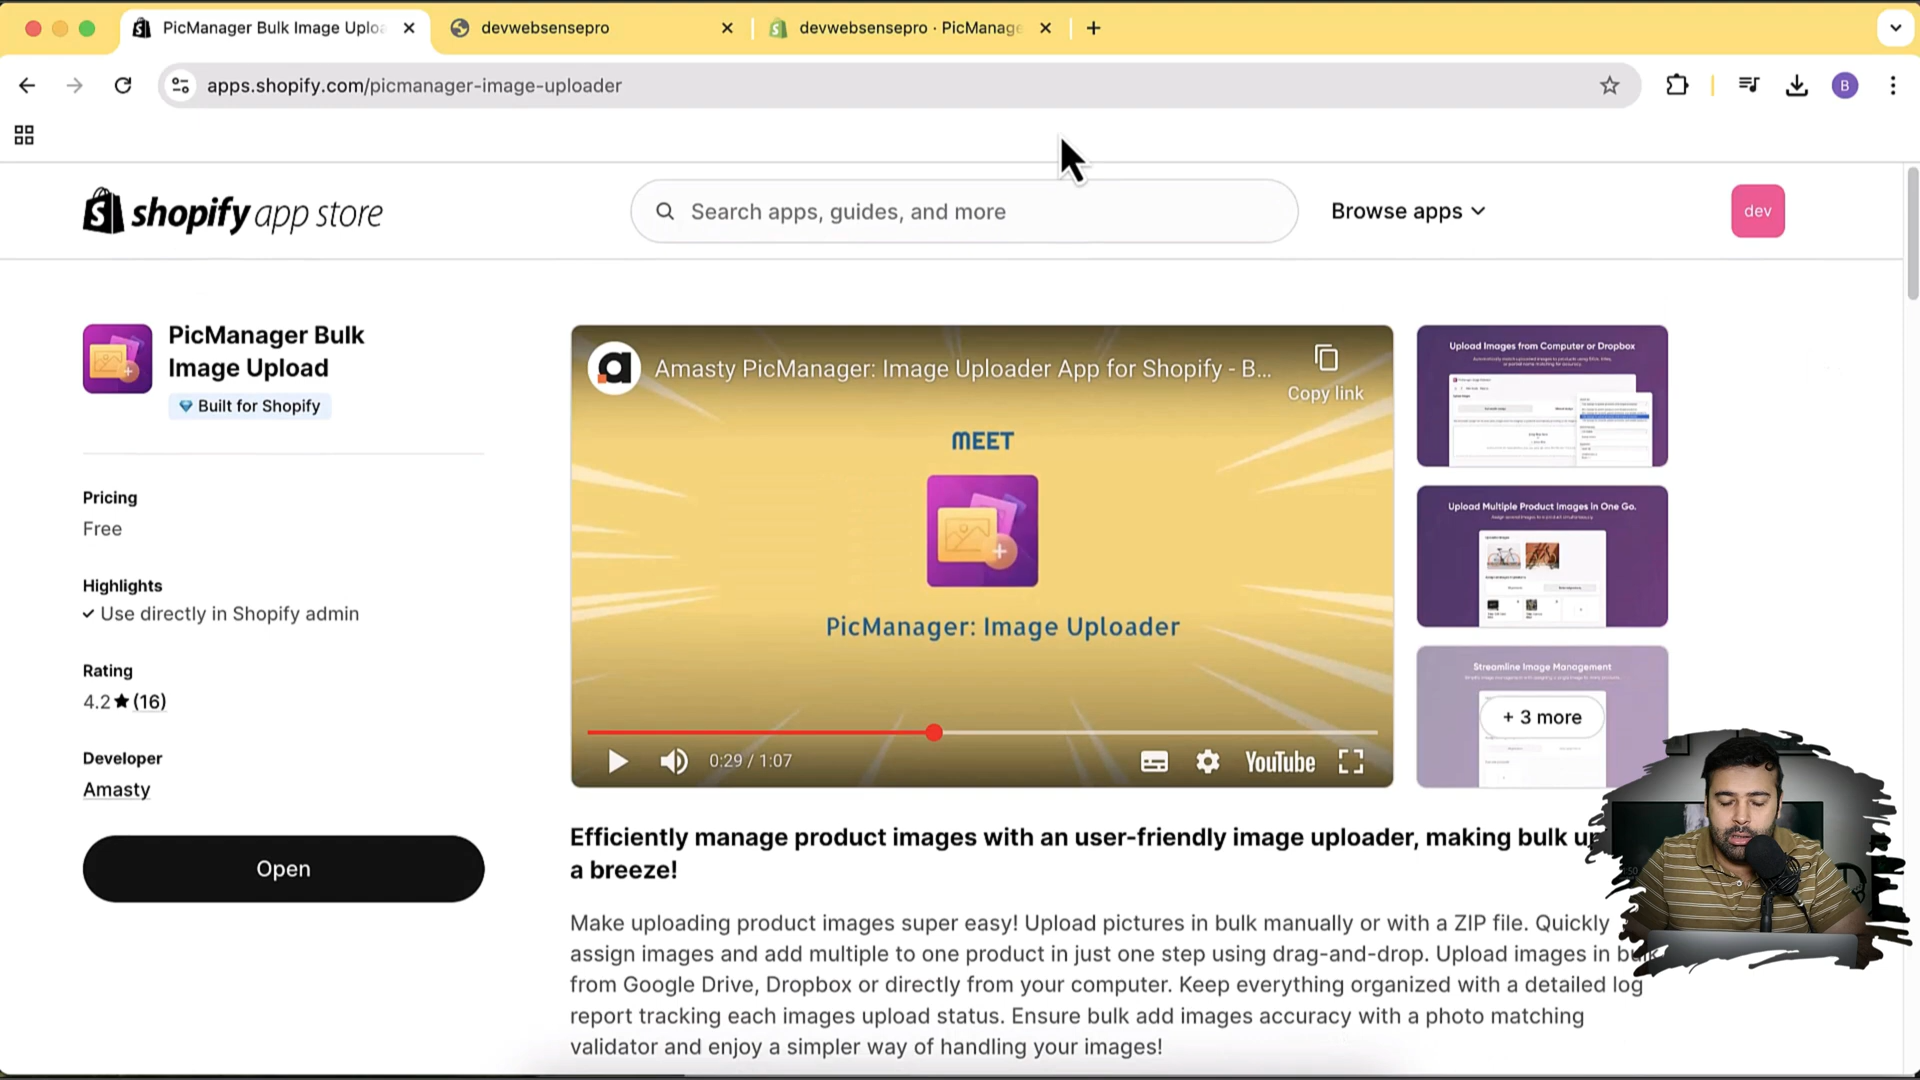 PicManager Bulk Image Uploa
devwebsensepro
devwebsensepro · PicManage
apps.shopify.com/picmanager-image-uploader
B
shopify app store
Search apps, guides, and more
Browse apps
dev
PicManager Bulk
Image Upload
Built for Shopify
Pricing
Free
Highlights
Use directly in Shopify admin
Rating
4.2★(16)
Developer
Amasty
Open
a
Amasty PicManager: Image Uploader App for Shopify - B...
Copy link
MEET
PicManager: Image Uploader
0:29 / 1:07
YouTube
Upload Images from Computer or Dropbox
Upload Multiple Product Images in One Go.
Streamline Image Management
+ 3 more
Efficiently manage product images with an user-friendly image uploader, making bulk up
a breeze!
Make uploading product images super easy! Upload pictures in bulk manually or with a ZIP file. Quickly
assign images and add multiple to one product in just one step using drag-and-drop. Upload images in bulk
from Google Drive, Dropbox or directly from your computer. Keep everything organized with a detailed log
report tracking each images upload status. Ensure bulk add images accuracy with a photo matching
validator and enjoy a simpler way of handling your images!